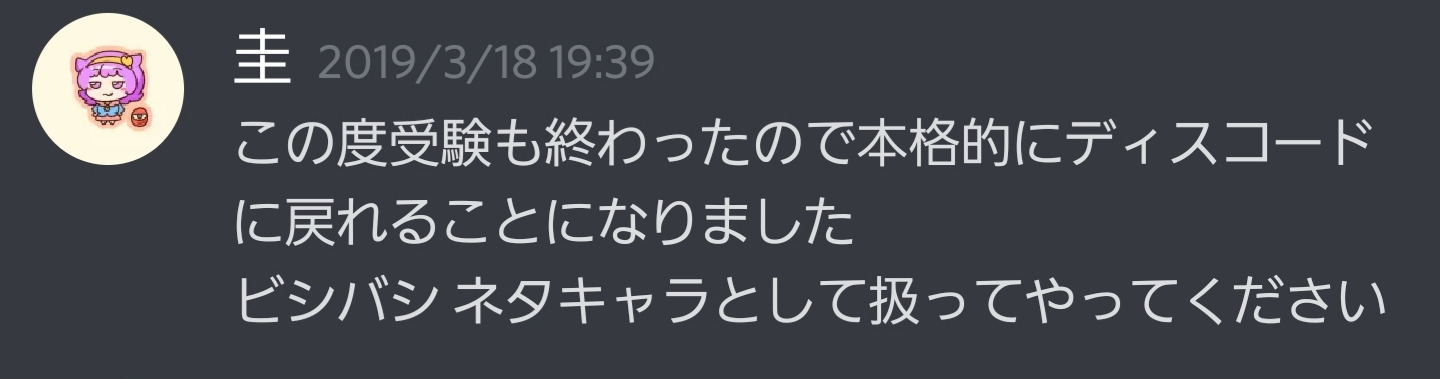 圭 2019/3/18 19:39
この度受験も終わったので本格的にディスコード
に戻れることになりました
ビシバシ ネタキャラとして扱ってやってください